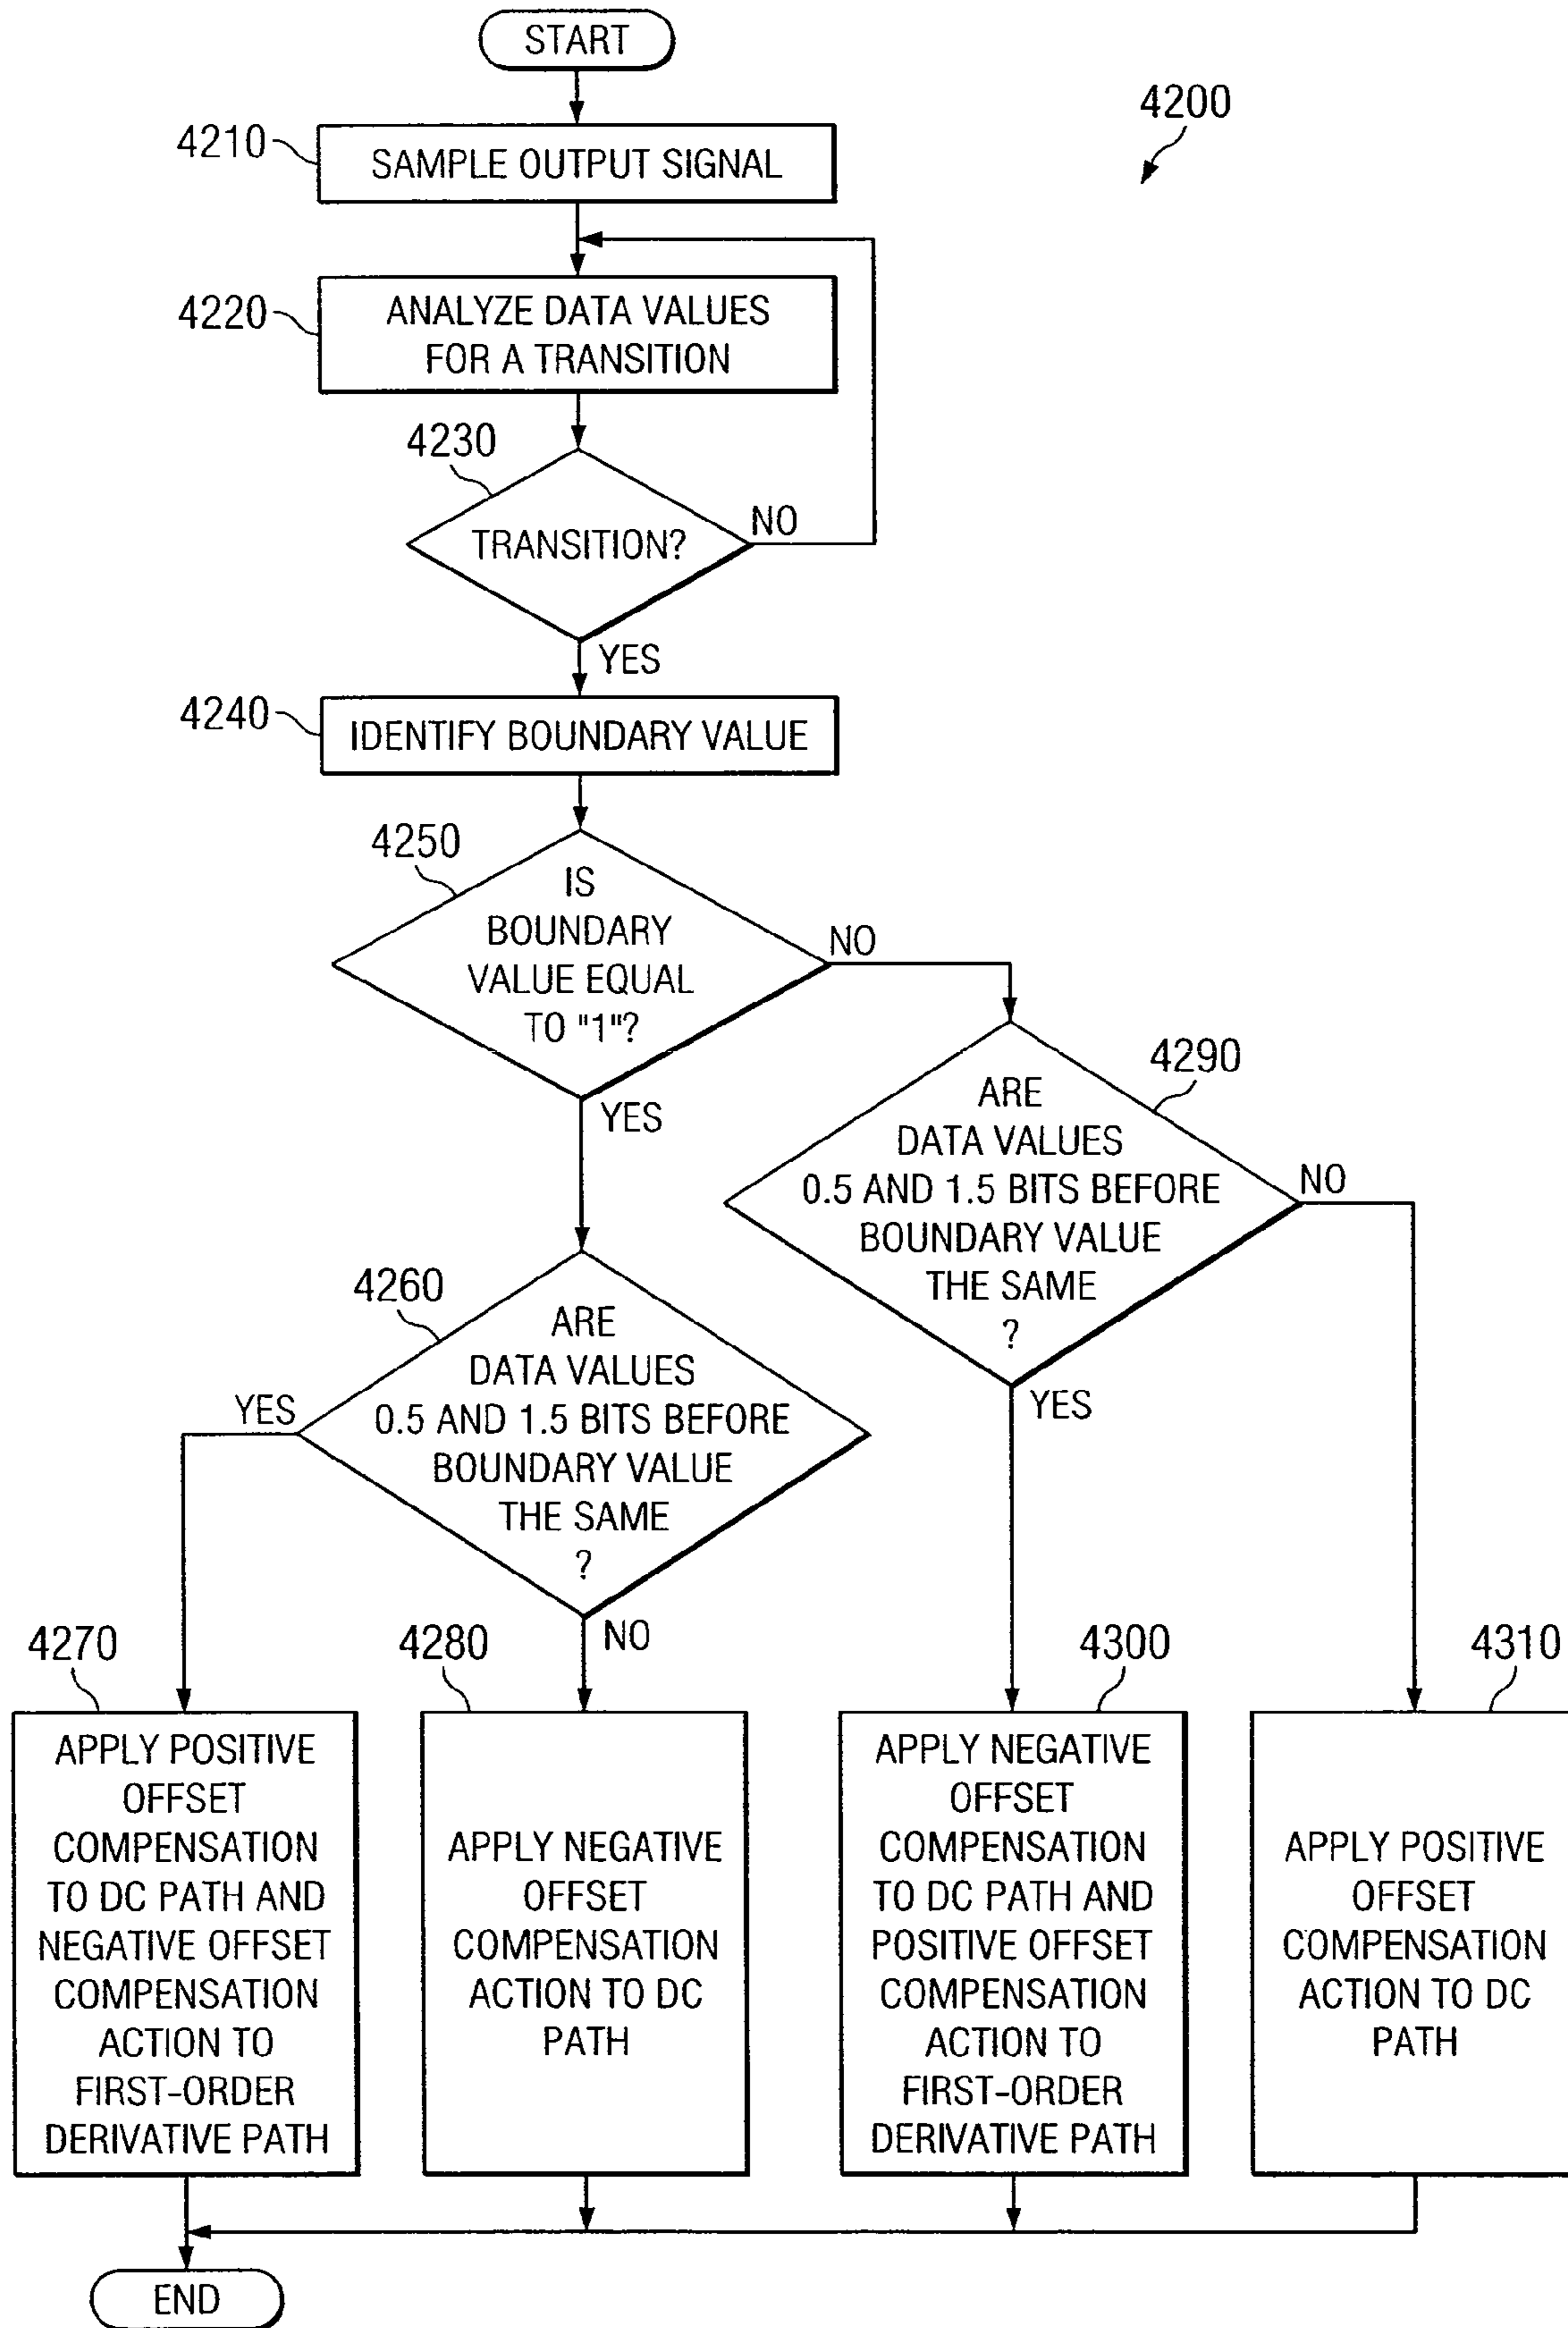 START
4200
4210
SAMPLE OUTPUT SIGNAL
4220
ANALYZE DATA VALUES
FOR A TRANSITION
4230
TRANSITION?
NO
YES
4240
IDENTIFY BOUNDARY VALUE
4250
IS
BOUNDARY
VALUE EQUAL
TO "1"?
NO
YES
4290
ARE
DATA VALUES
0.5 AND 1.5 BITS BEFORE
BOUNDARY VALUE
THE SAME
?
NO
YES
4260
ARE
DATA VALUES
0.5 AND 1.5 BITS BEFORE
BOUNDARY VALUE
THE SAME
?
YES
NO
4270
APPLY POSITIVE
OFFSET
COMPENSATION
TO DC PATH AND
NEGATIVE OFFSET
COMPENSATION
ACTION TO
FIRST-ORDER
DERIVATIVE PATH
4280
APPLY NEGATIVE
OFFSET
COMPENSATION
ACTION TO DC
PATH
4300
APPLY NEGATIVE
OFFSET
COMPENSATION
TO DC PATH AND
POSITIVE OFFSET
COMPENSATION
ACTION TO
FIRST-ORDER
DERIVATIVE PATH
4310
APPLY POSITIVE
OFFSET
COMPENSATION
ACTION TO DC
PATH
END